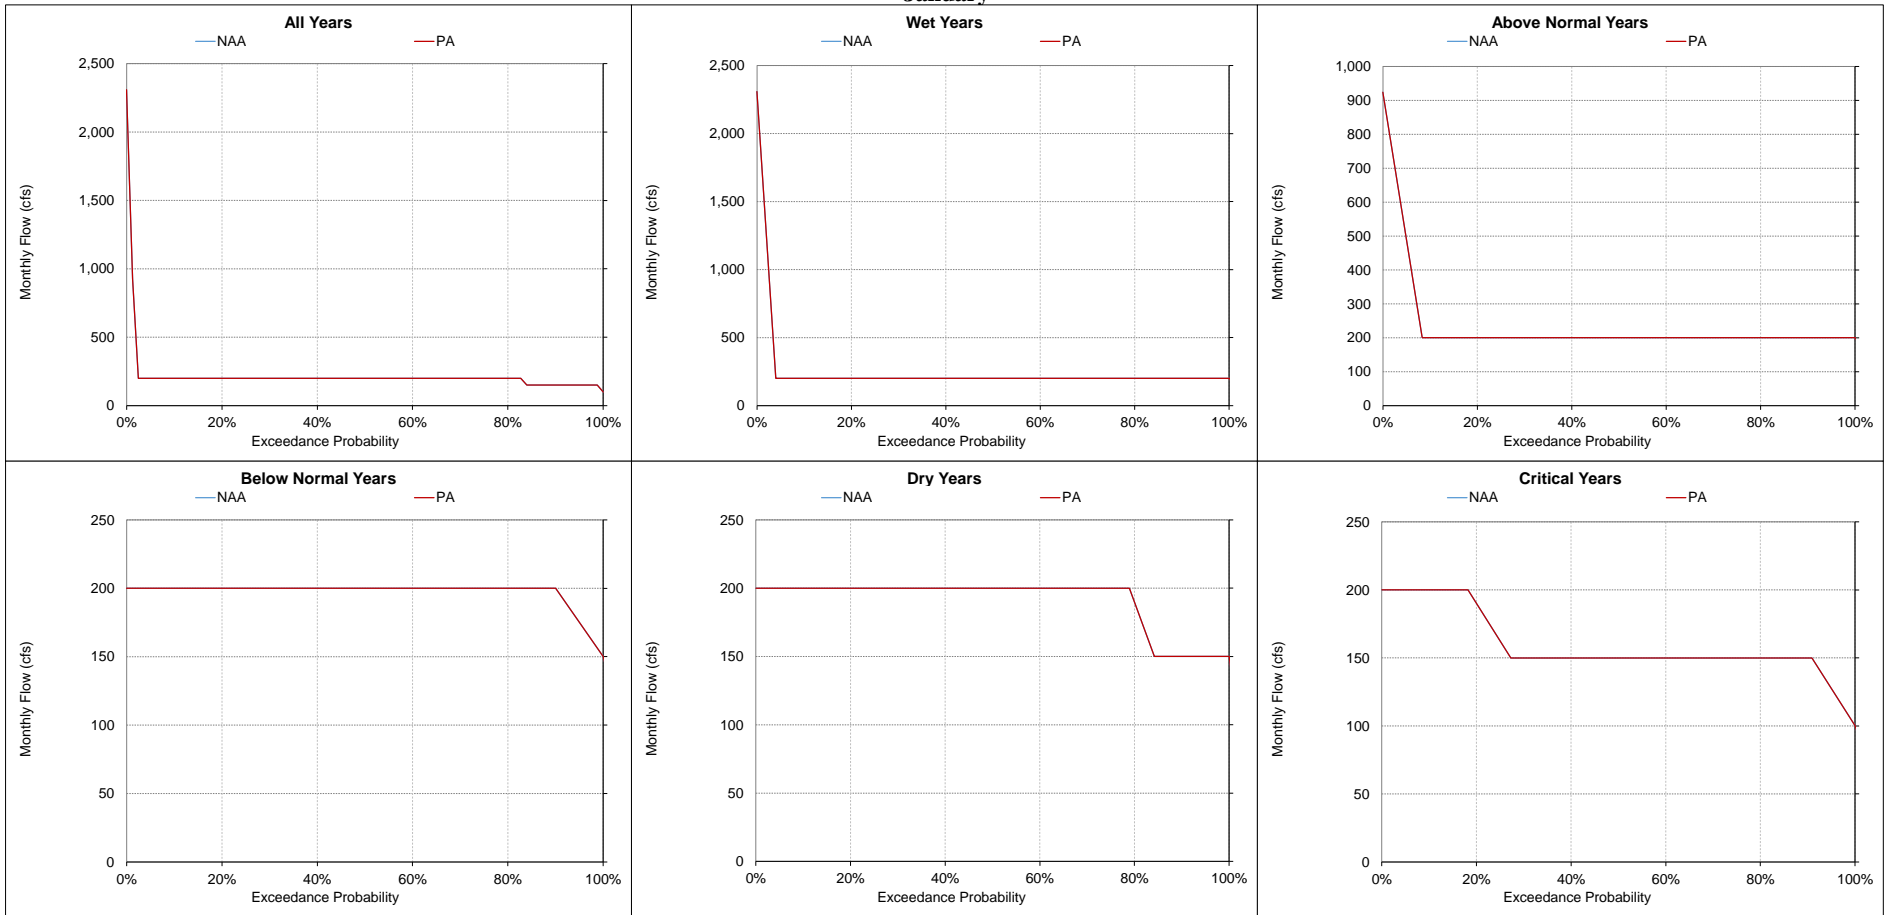 All Years
NAA PA
2,500
2,000
1,500
1,000
500
0
0% 20% 40% 60% 80% 100%
Monthly Flow (cfs)
Exceedance Probability
Wet Years
NAA PA
2,500
2,000
1,500
1,000
500
0
0% 20% 40% 60% 80% 100%
Monthly Flow (cfs)
Exceedance Probability
Above Normal Years
NAA PA
1,000
900
800
700
600
500
400
300
200
100
0
0% 20% 40% 60% 80% 100%
Monthly Flow (cfs)
Exceedance Probability
Below Normal Years
NAA PA
250
200
150
100
50
0
0% 20% 40% 60% 80% 100%
Monthly Flow (cfs)
Exceedance Probability
Dry Years
NAA PA
250
200
150
100
50
0
0% 20% 40% 60% 80% 100%
Monthly Flow (cfs)
Exceedance Probability
Critical Years
NAA PA
250
200
150
100
50
0
0% 20% 40% 60% 80% 100%
Monthly Flow (cfs)
Exceedance Probability